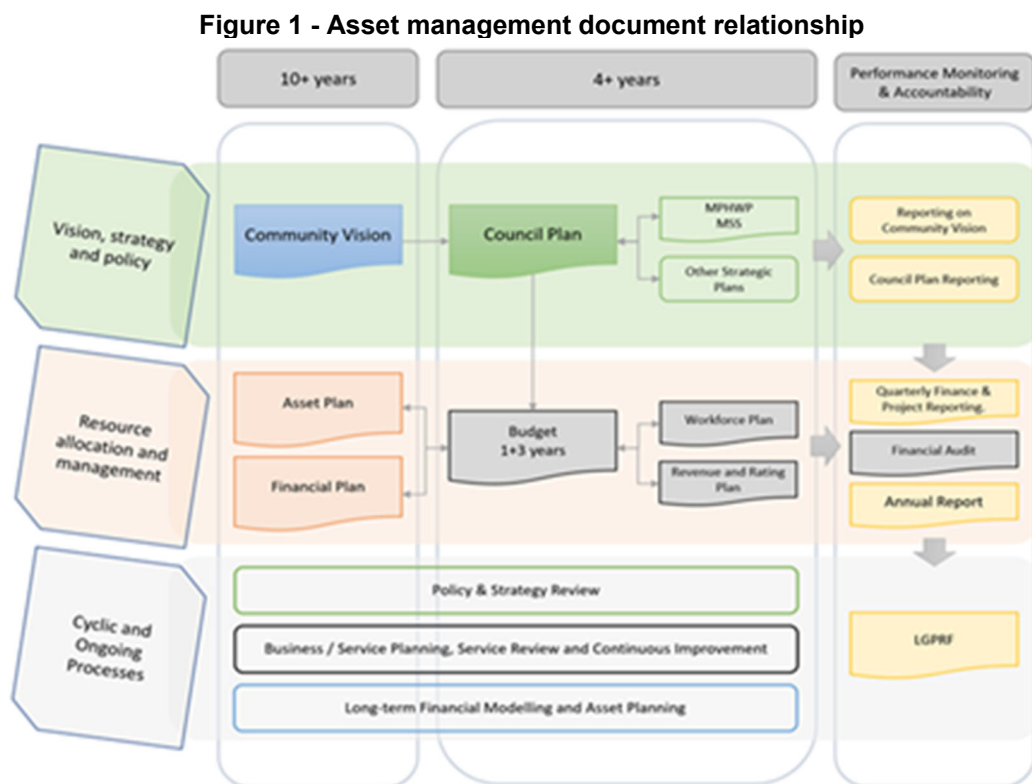 Figure 1 - Asset management document relationship
10+ years
4+ years
Performance Monitoring
& Accountability
Vision, strategy
and policy
Community Vision
Council Plan
MPHWP
MSS
Other Strategic
Plans
Reporting on
Community Vision
Council Plan Reporting
Resource
allocation and
management
Asset Plan
Financial Plan
Budget
1+3 years
Workforce Plan
Revenue and Rating
Plan
Quarterly Finance &
Project Reporting.
Financial Audit
Annual Report
Cyclic and
Ongoing
Processes
Policy & Strategy Review
Business / Service Planning, Service Review and Continuous Improvement
Long-term Financial Modelling and Asset Planning
LGPRF